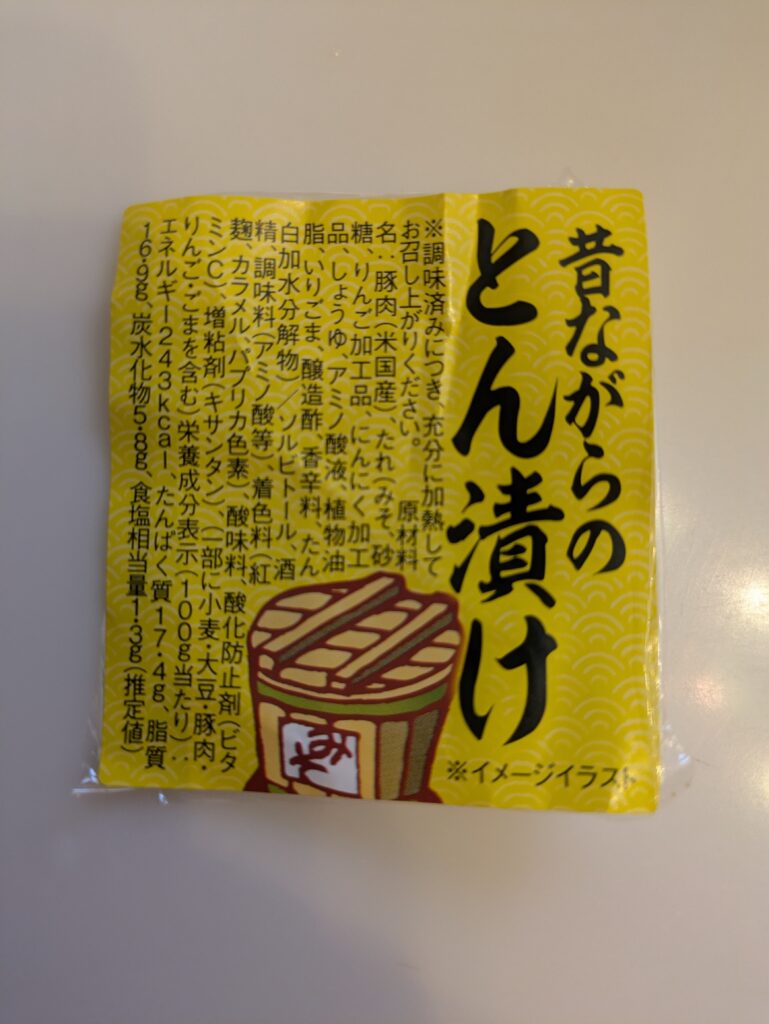 昔ながらの
とん漬け
※イメージイラスト
※調味済みにつき、充分に加熱して
お召し上がりください。 原材料
名:豚肉(米国産)、たれ(みそ、砂
糖、りんご加工品、にんにく加工
品、しょうゆ、アミノ酸液、植物油
脂、いりごま、醸造酢、香辛料、たん
白加水分解物)/ソルビトール、酒
精、調味料(アミノ酸等)、着色料(紅
麹、カラメル、パプリカ色素)、酸味料、酸化防止剤(ビタ
ミンC)、増粘剤(キサンタン)、(一部に小麦・大豆・豚肉・
りんご・ごまを含む) 栄養成分表示(100g当たり):
エネルギー243kcal、たんぱく質17.4g、脂質
16.9g、炭水化物5.8g、食塩相当量1.3g(推定値)
みそ